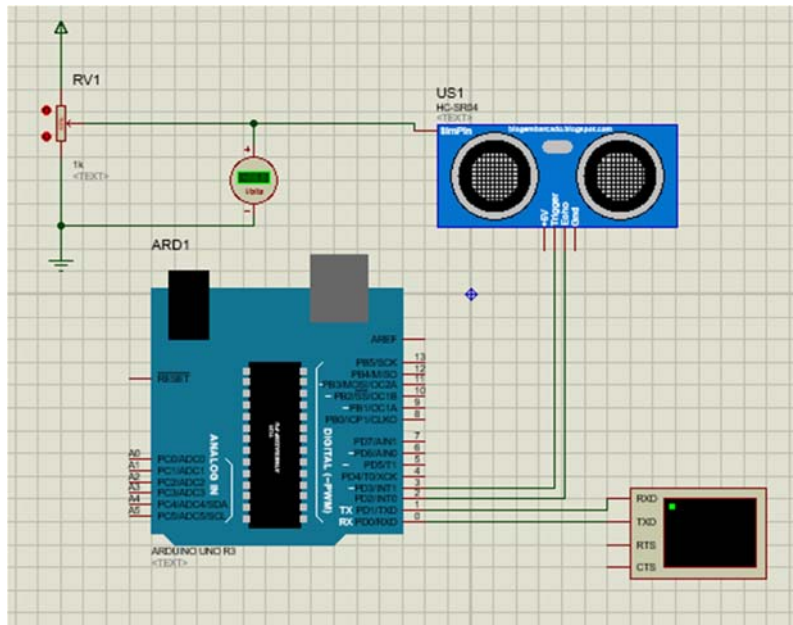 RV1
1k
<TEXT>
Volts
US1
HC-SR04
<TEXT>
SimPin
blogembarcado.blogspot.com
+5V
Trigger
Echo
Gnd
ARD1
AREF
RESET
PB5/SCK
13
PB4/MISO
12
~PB3/MOSI/OC2A
11
~PB2/SS/OC1B
10
~PB1/OC1A
9
PB0/ICP1/CLKO
8
PD7/AIN1
7
~PD6/AIN0
6
~PD5/T1
5
PD4/T0/XCK
4
~PD3/INT1
3
PD2/INT0
2
TX PD1/TXD
1
RX PD0/RXD
0
DIGITAL (~PWM)
ANALOG IN
A0 PC0/ADC0
A1 PC1/ADC1
A2 PC2/ADC2
A3 PC3/ADC3
A4 PC4/ADC4/SDA
A5 PC5/ADC5/SCL
ARDUINO UNO R3
<TEXT>
RXD
TXD
RTS
CTS